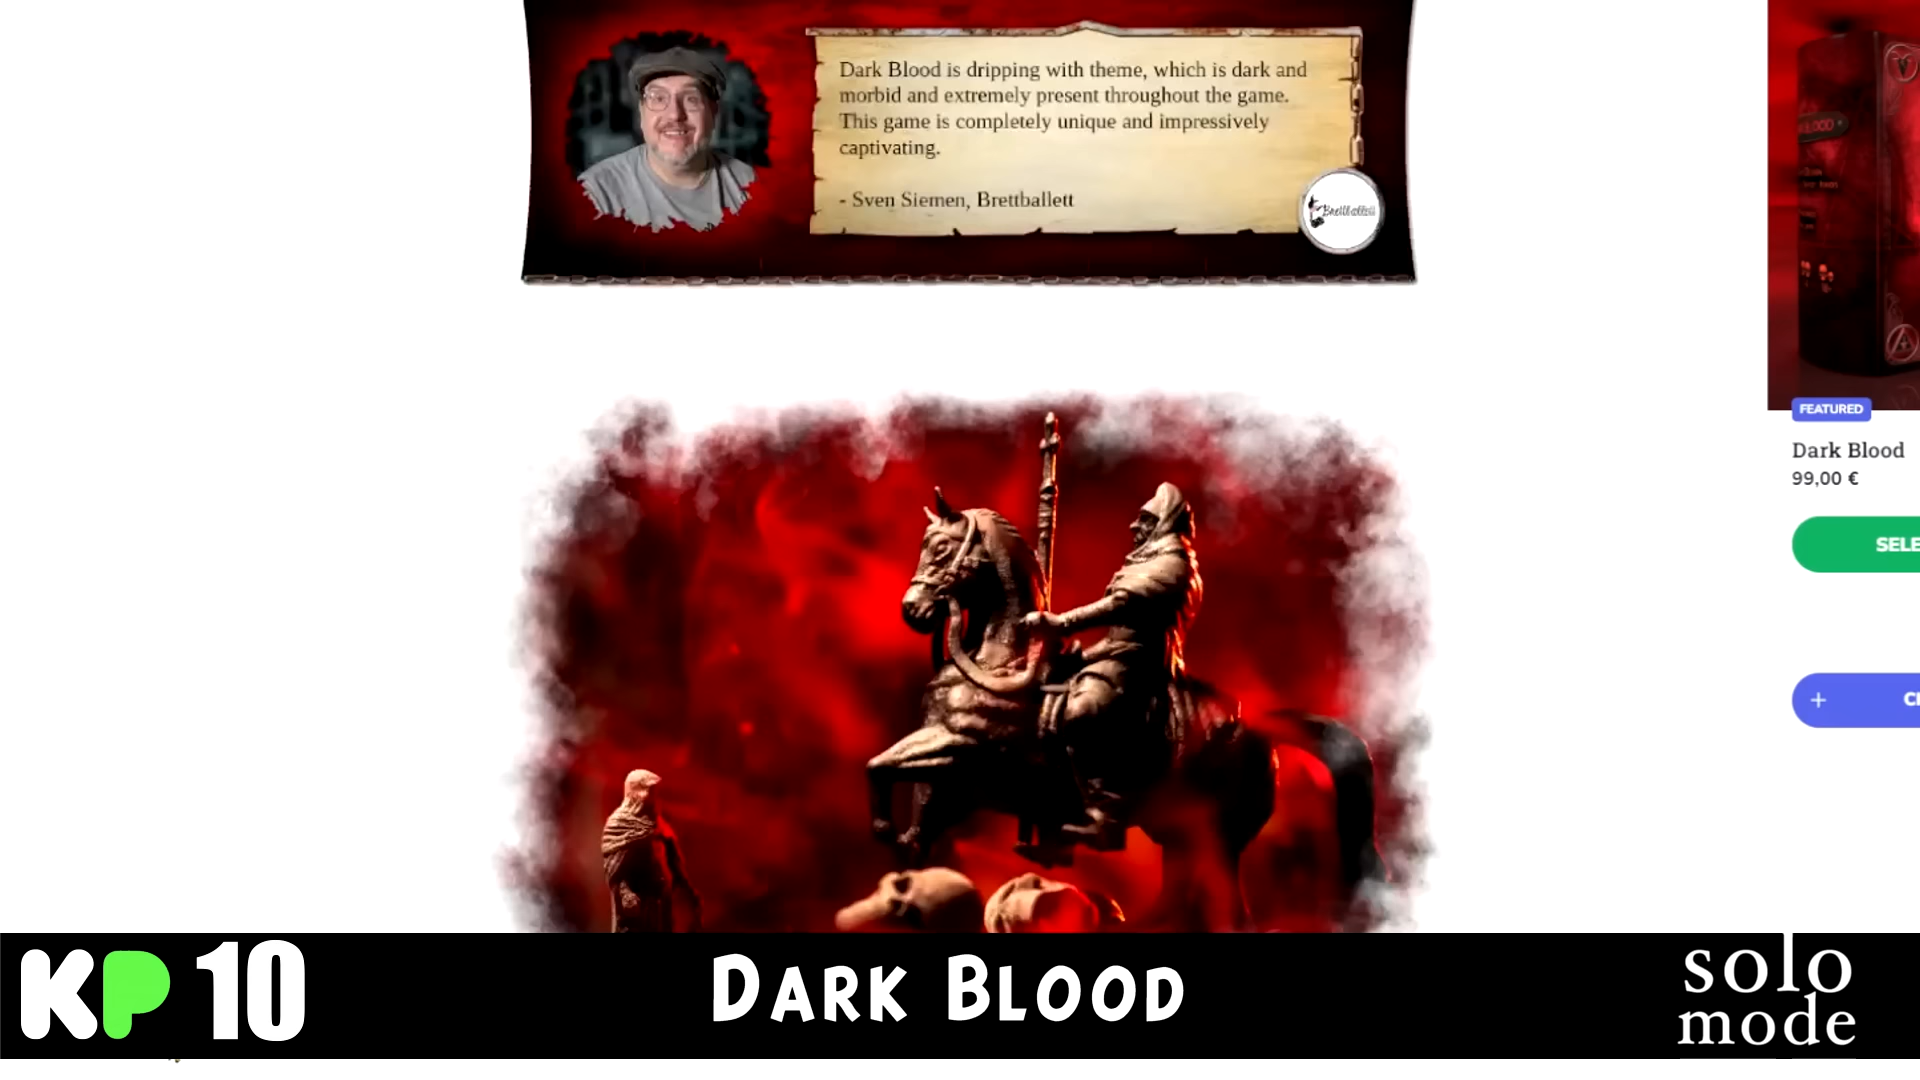 Dark Blood is dripping with theme, which is dark and
morbid and extremely present throughout the game.
This game is completely unique and impressively
captivating.
- Sven Siemen, Brettballett
Brettballett
BLOOD
FEATURED
Dark Blood
99,00 €
SELE
+ C
KP 10
DARK BLOOD
solo
mode